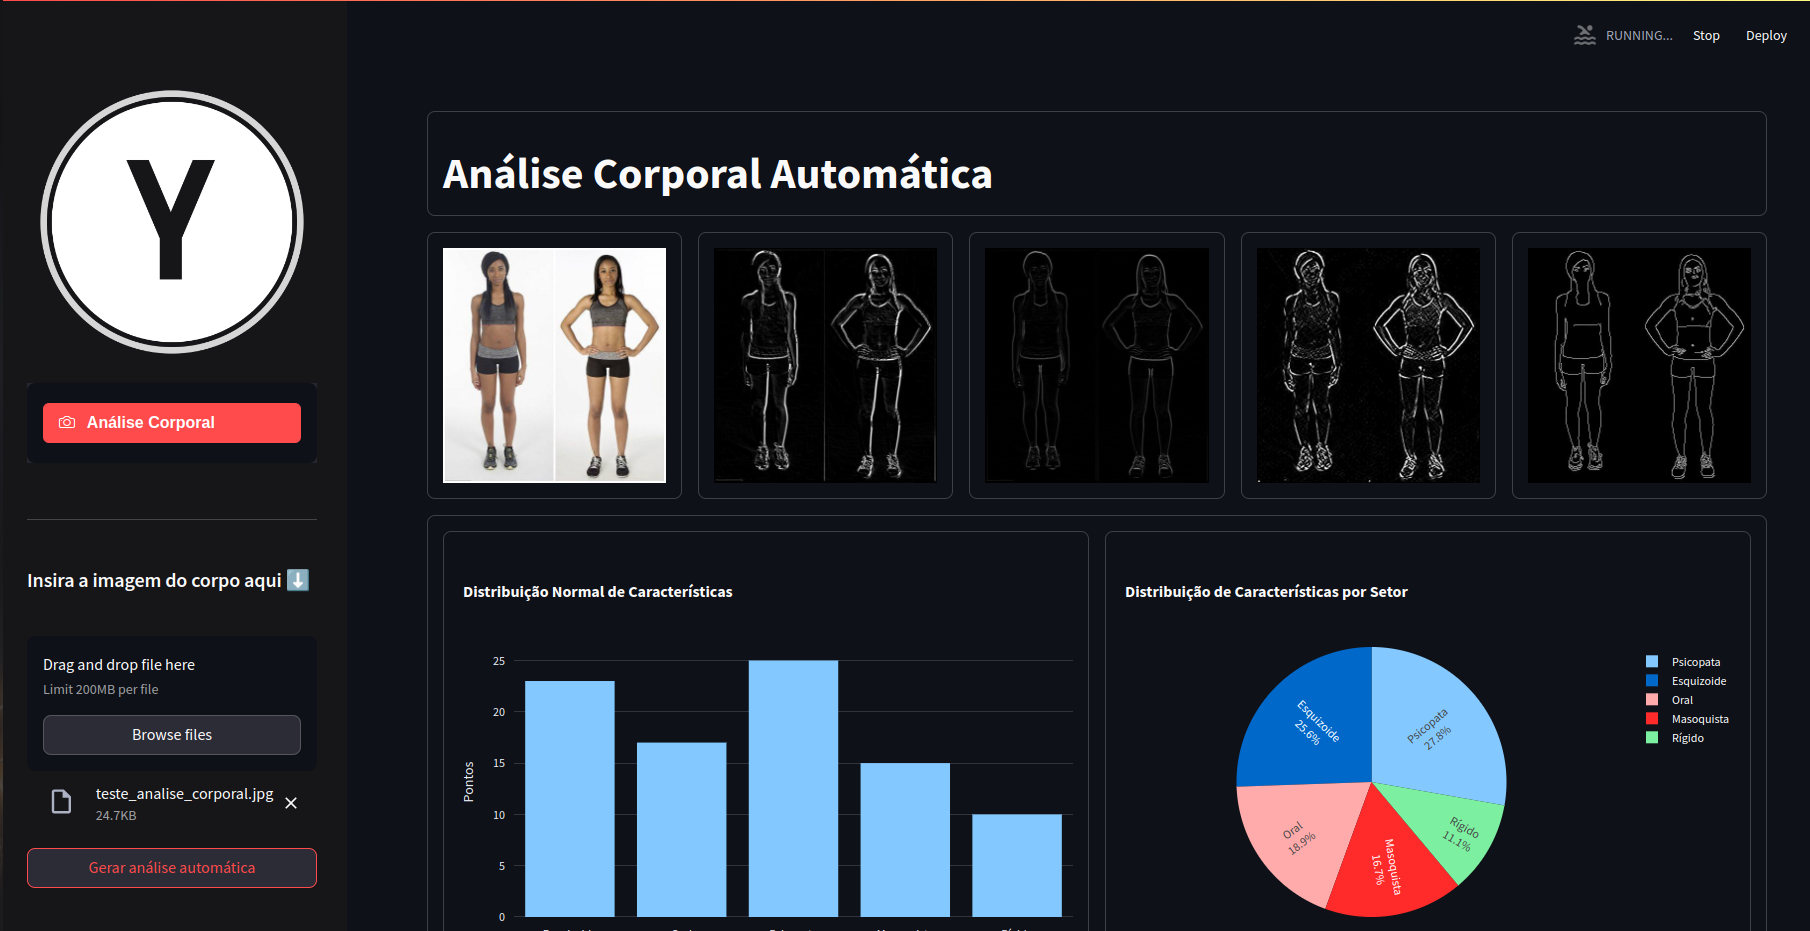 RUNNING...
Stop
Deploy
Y
Análise Corporal
Insira a imagem do corpo aqui ⬇️
Drag and drop file here
Limit 200MB per file
Browse files
teste_analise_corporal.jpg
24.7KB
Gerar análise automática
Análise Corporal Automática
Distribuição Normal de Características
Pontos
25
20
15
10
5
0
Distribuição de Características por Setor
Psicopata
27.8%
Rígido
11.1%
Masoquista
16.7%
Oral
18.9%
Esquizoide
25.6%
Psicopata
Esquizoide
Oral
Masoquista
Rígido